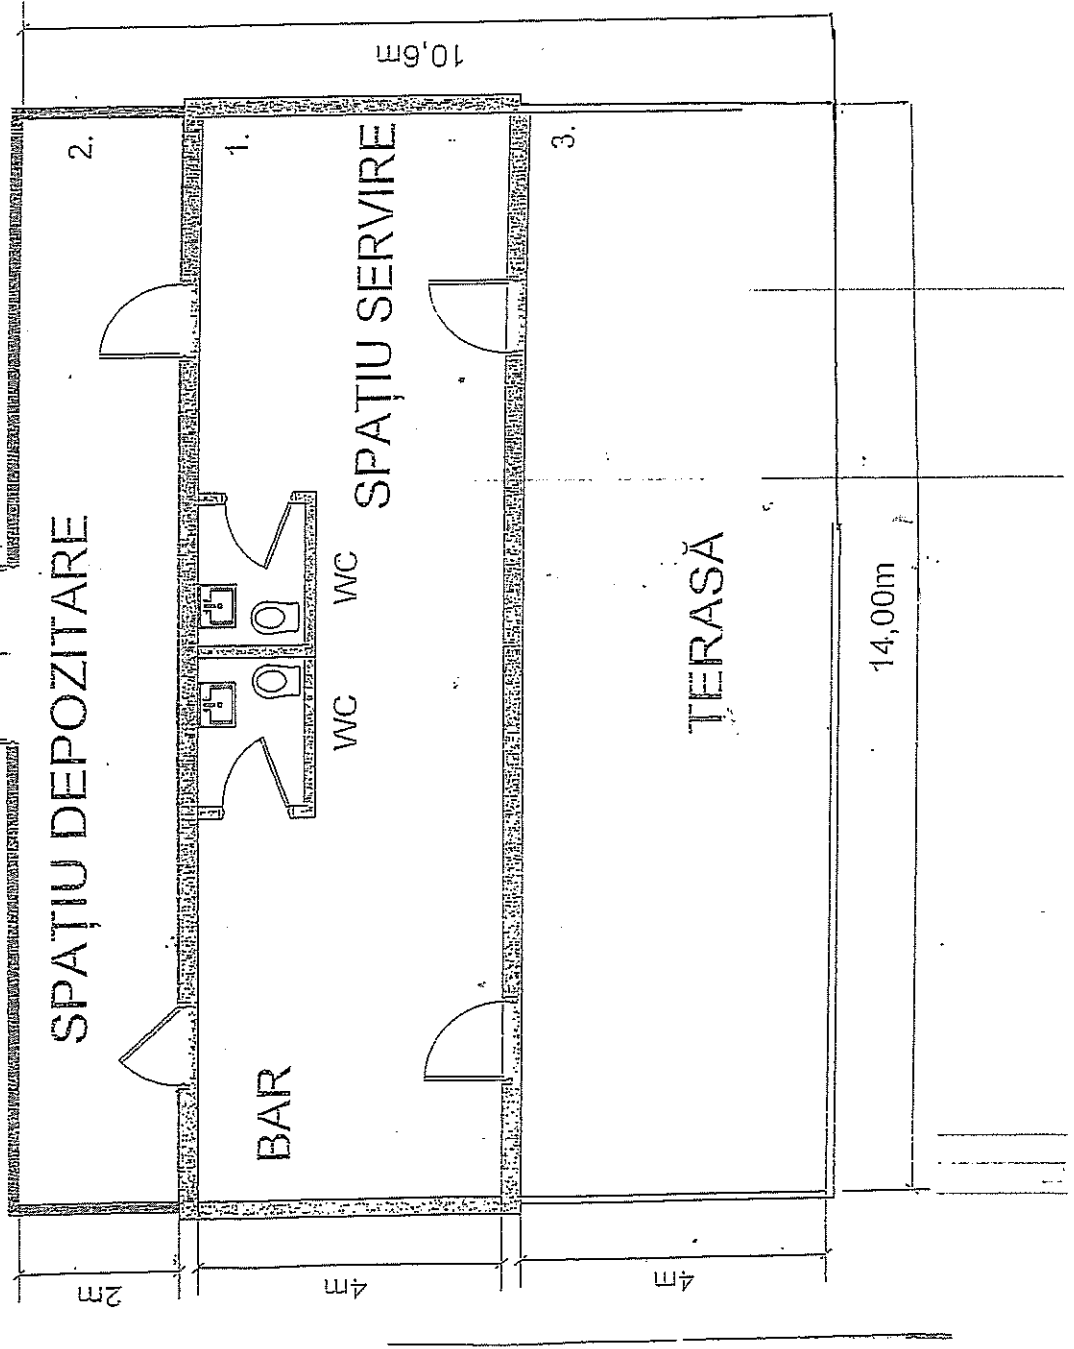 10,6m
2.
1.
3.
SPAȚIU DEPOZITARE
SPAȚIU SERVIRE
WC
WC
BAR
TERASĂ
14,00m
2m
4m
4m